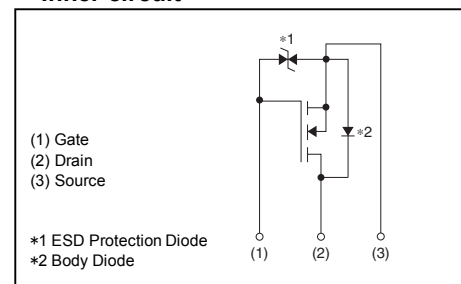 Inner circuit
∗1
∗2
(1) Gate
(2) Drain
(3) Source
∗1 ESD Protection Diode
∗2 Body Diode
(1) (2) (3)